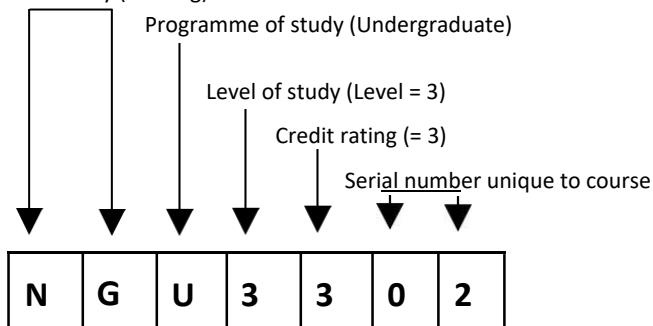 Programme of study (Undergraduate)
Level of study (Level = 3)
Credit rating (= 3)
Serial number unique to course
N G U 3 3 0 2